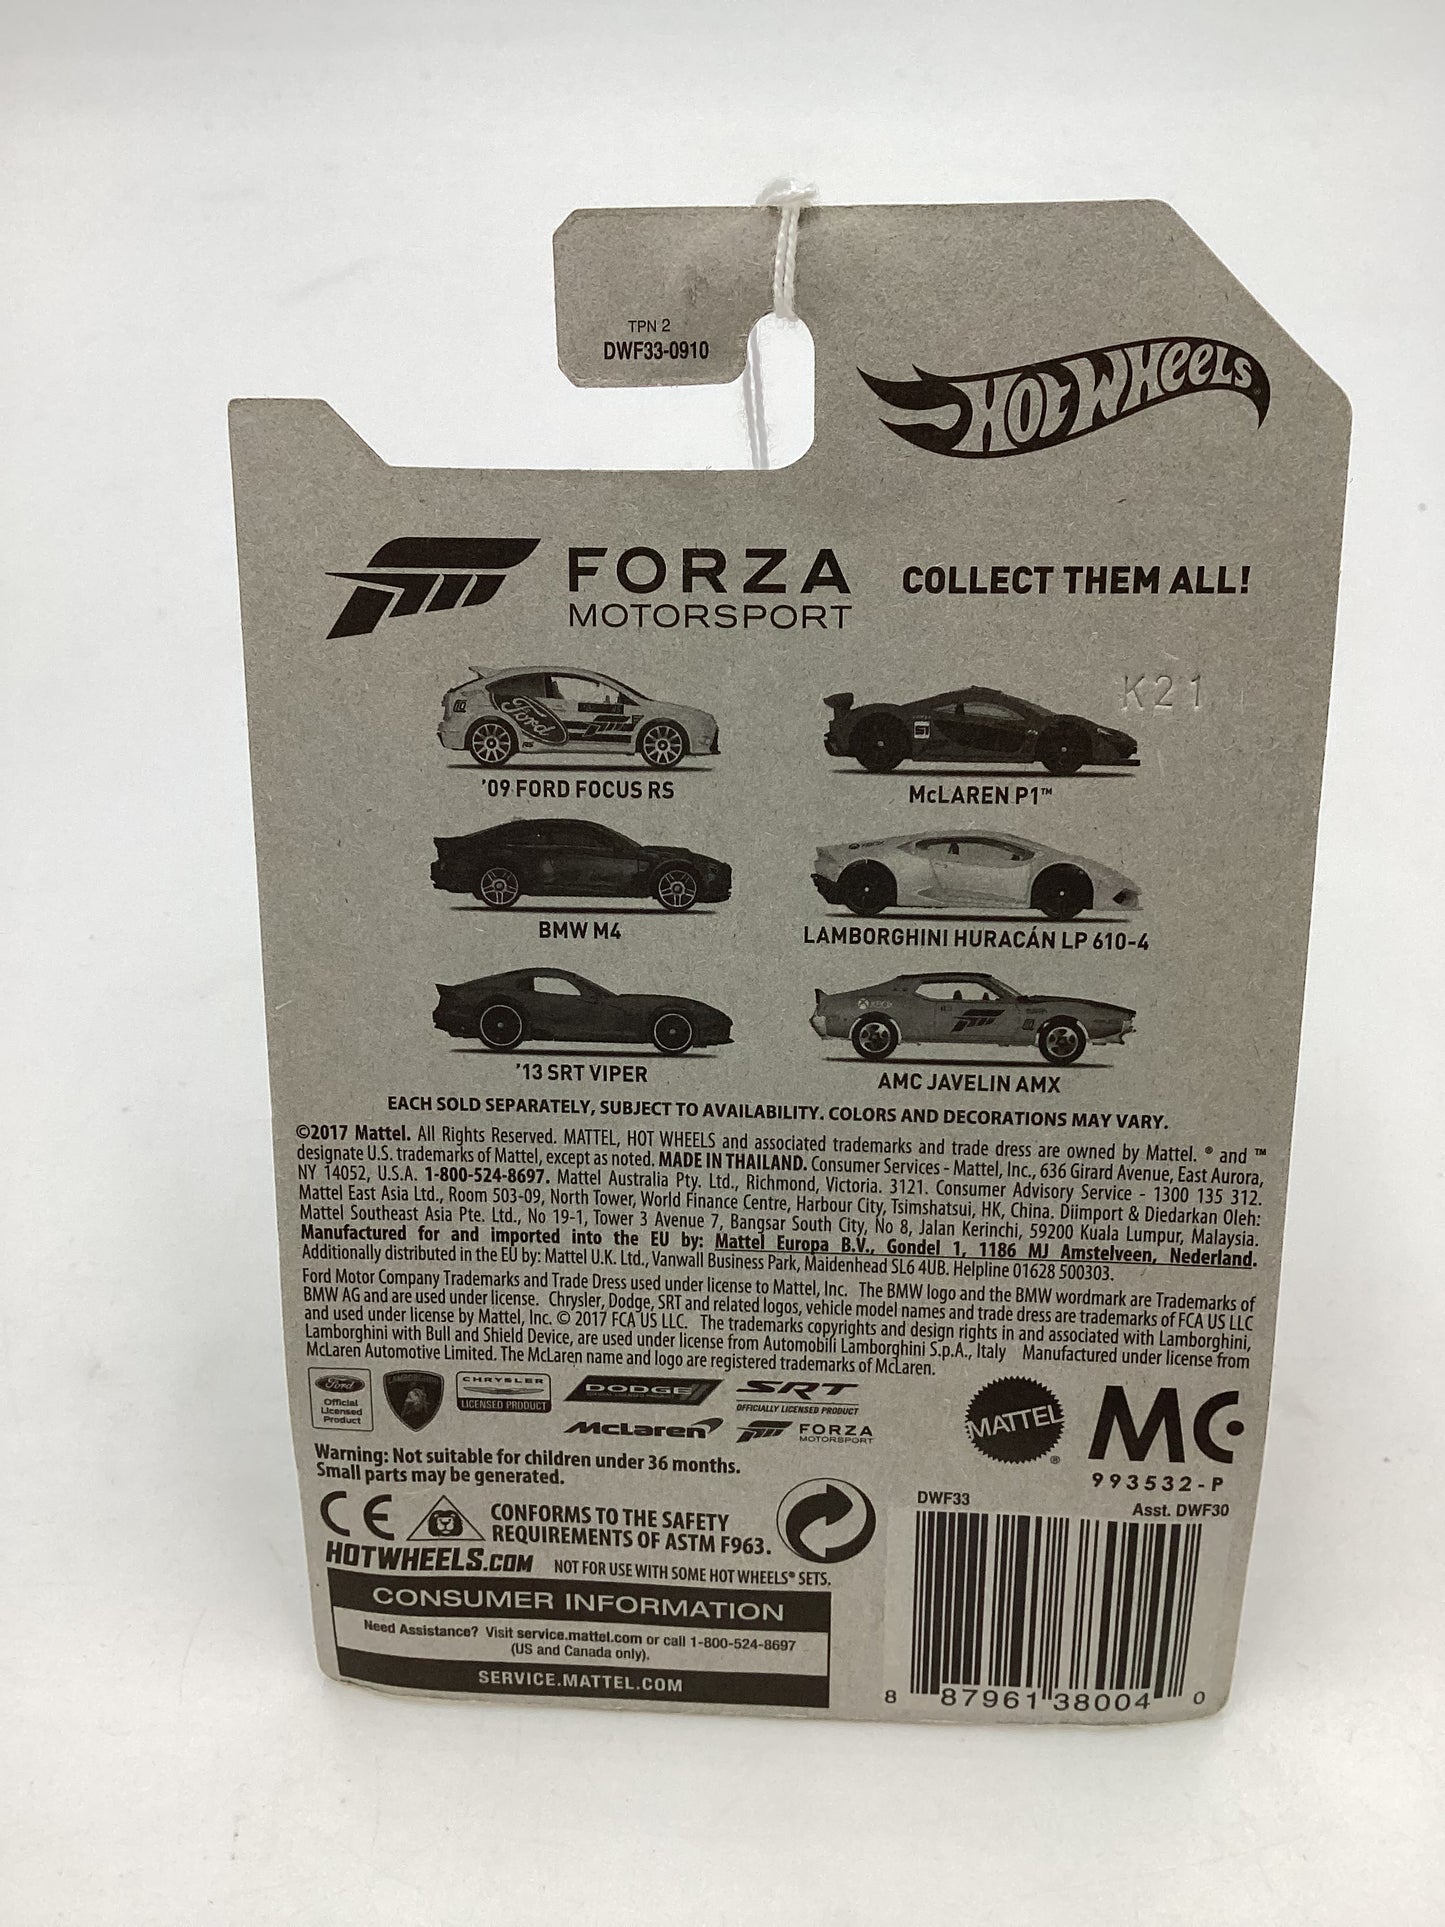 TPN 2
DWF33-0910
HOT WHEELS
FORZA
MOTORSPORT
COLLECT THEM ALL!
K21
Ford
'09 FORD FOCUS RS
McLAREN P1™
BMW M4
LAMBORGHINI HURACÁN LP 610-4
'13 SRT VIPER
AMC JAVELIN AMX
EACH SOLD SEPARATELY, SUBJECT TO AVAILABILITY. COLORS AND DECORATIONS MAY VARY.
©2017 Mattel. All Rights Reserved. MATTEL, HOT WHEELS and associated trademarks and trade dress are owned by Mattel. ® and ™
designate U.S. trademarks of Mattel, except as noted. MADE IN THAILAND. Consumer Services - Mattel, Inc., 636 Girard Avenue, East Aurora,
NY 14052, U.S.A. 1-800-524-8697. Mattel Australia Pty. Ltd., Richmond, Victoria. 3121. Consumer Advisory Service - 1300 135 312.
Mattel East Asia Ltd., Room 503-09, North Tower, World Finance Centre, Harbour City, Tsimshatsui, HK, China. Diimport & Diedarkan Oleh:
Mattel Southeast Asia Pte. Ltd., No 19-1, Tower 3 Avenue 7, Bangsar South City, No 8, Jalan Kerinchi, 59200 Kuala Lumpur, Malaysia.
Manufactured for and imported into the EU by: Mattel Europa B.V., Gondel 1, 1186 MJ Amstelveen, Nederland.
Additionally distributed in the EU by: Mattel U.K. Ltd., Vanwall Business Park, Maidenhead SL6 4UB. Helpline 01628 500303.
Ford Motor Company Trademarks and Trade Dress used under license to Mattel, Inc. The BMW logo and the BMW wordmark are Trademarks of
BMW AG and are used under license. Chrysler, Dodge, SRT and related logos, vehicle model names and trade dress are trademarks of FCA US LLC
and used under license by Mattel, Inc. © 2017 FCA US LLC. The trademarks copyrights and design rights in and associated with Lamborghini,
Lamborghini with Bull and Shield Device, are used under license from Automobili Lamborghini S.p.A., Italy Manufactured under license from
McLaren Automotive Limited. The McLaren name and logo are registered trademarks of McLaren.
Ford
Official
Licensed
Product
LAMBORGHINI
CHRYSLER
LICENSED PRODUCT
DODGE
SRT
OFFICIALLY LICENSED PRODUCT
McLaren
FORZA
MOTORSPORT
MATTEL®
MC
993532-P
Warning: Not suitable for children under 36 months.
Small parts may be generated.
CE
CONFORMS TO THE SAFETY
REQUIREMENTS OF ASTM F963.
HOTWHEELS.COM
NOT FOR USE WITH SOME HOT WHEELS® SETS.
CONSUMER INFORMATION
Need Assistance? Visit service.mattel.com or call 1-800-524-8697
(US and Canada only).
SERVICE.MATTEL.COM
DWF33
Asst. DWF30
8 87961 38004 0